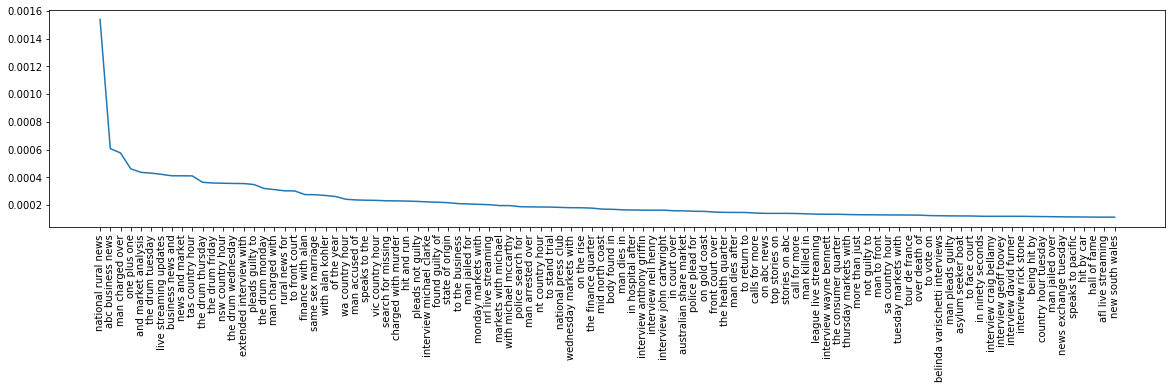 0.0016
0.0014
0.0012
0.0010
0.0008
0.0006
0.0004
0.0002
national rural news
abc business news
man charged over
one plus one
and market analysis
the drum tuesday
live streaming updates
business news and
news and market
tas country hour
the drum thursday
the drum friday
nsw country hour
the drum wednesday
extended interview with
pleads guilty to
the drum monday
man charged with
rural news for
to front court
finance with alan
same sex marriage
with alan kohler
of the year
wa country hour
man accused of
speaks to the
vic country hour
search for missing
charged with murder
hit and run
pleads not guilty
interview michael clarke
found guilty of
state of origin
to the business
man jailed for
monday markets with
nrl live streaming
markets with michael
with michael mccarthy
police search for
man arrested over
nt country hour
to stand trial
national press club
wednesday markets with
on the rise
the finance quarter
mid north coast
body found in
man dies in
in hospital after
interview anthony griffin
interview neil henry
interview john cartwright
in court over
australian share market
police plead for
on gold coast
front court over
the health quarter
man dies after
to return to
calls for more
on abc news
top stories on
stories on abc
call for more
man killed in
league live streaming
interview wayne bennett
the consumer quarter
thursday markets with
more than just
not guilty to
man to front
sa country hour
tuesday markets with
tour de france
over death of
to vote on
belinda varischetti interviews
man pleads guilty
asylum seeker boat
to face court
in ninety seconds
interview craig bellamy
interview geoff toovey
interview david furner
interview rick stone
being hit by
country hour tuesday
man jailed over
news exchange tuesday
speaks to pacific
hit by car
hall of fame
afl live streaming
new south wales